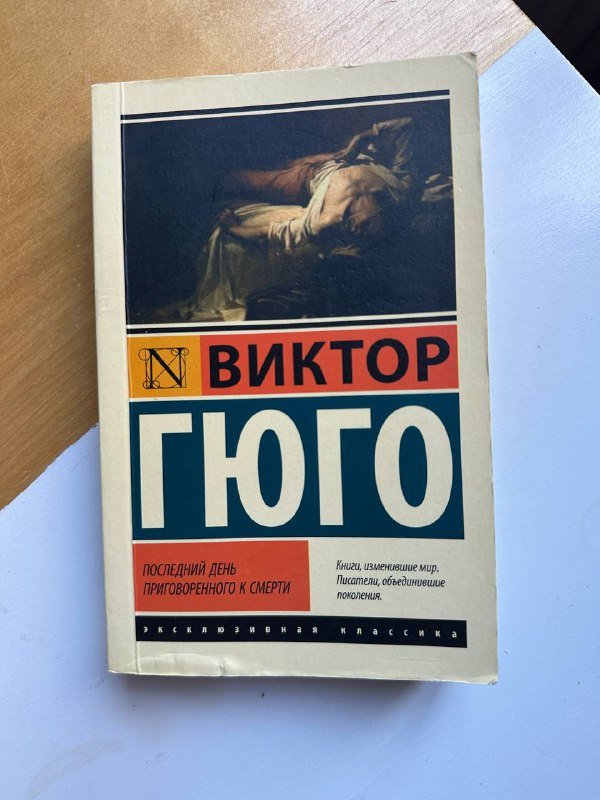 N
ВИКТОР
ГЮГО
ПОСЛЕДНИЙ ДЕНЬ
ПРИГОВОРЕННОГО К СМЕРТИ
Книги, изменившие мир.
Писатели, объединившие
поколения.
эксклюзивная классика